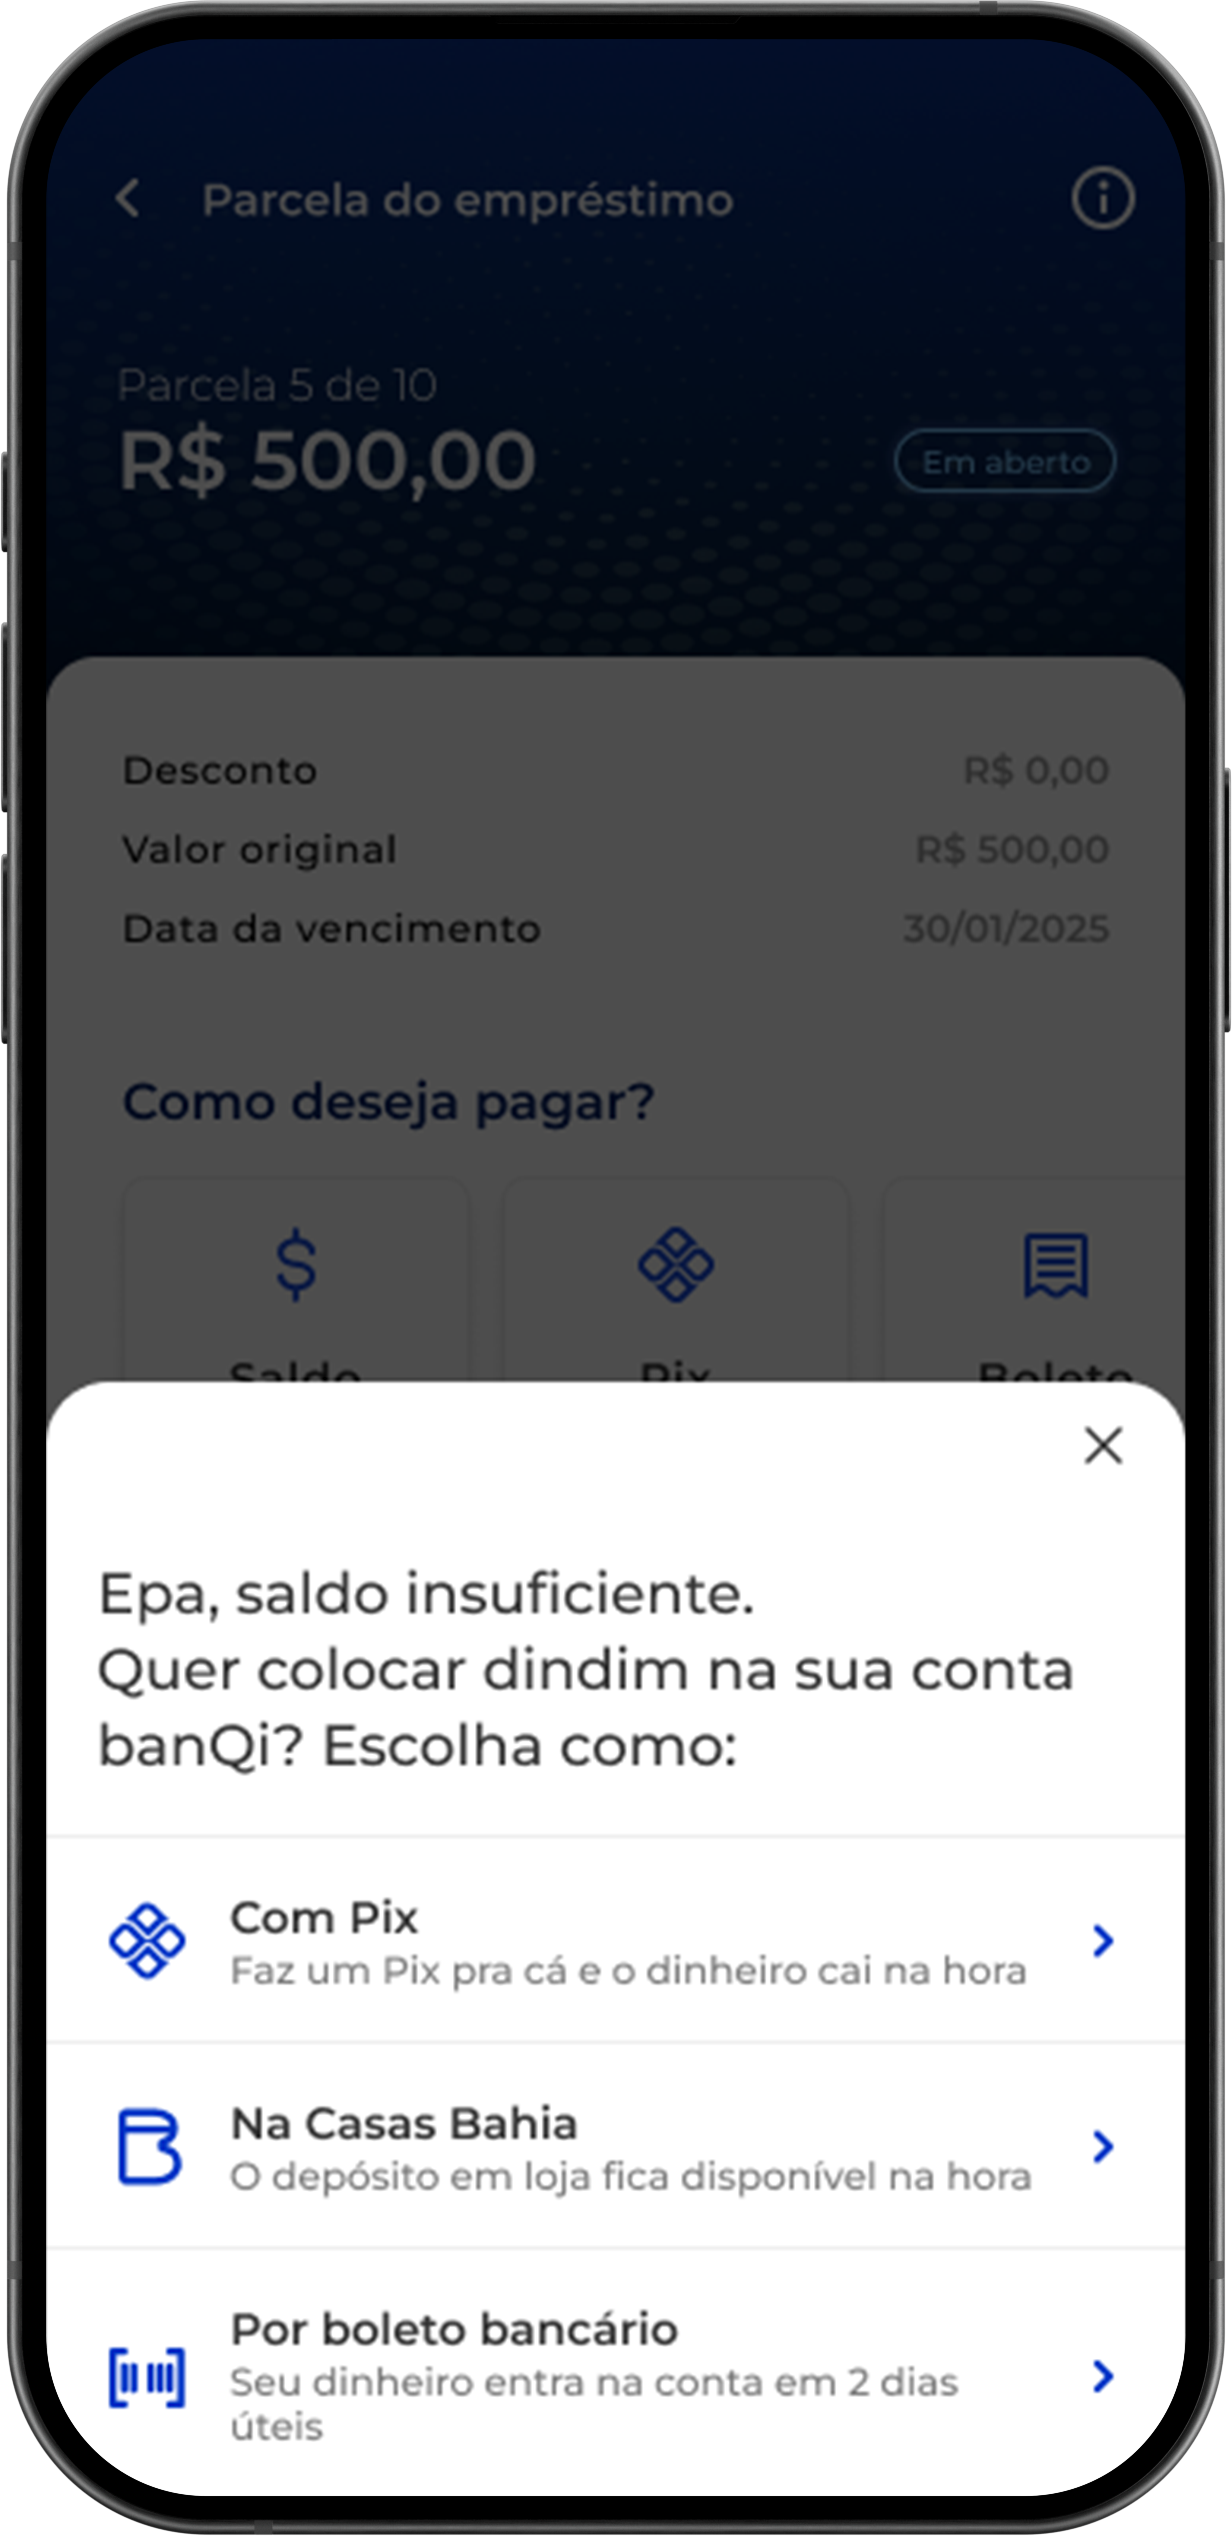 Parcela do empréstimo
Parcela 5 de 10
R$ 500,00
Em aberto
Desconto
R$ 0,00
Valor original
R$ 500,00
Data da vencimento
30/01/2025
Como deseja pagar?
Saldo
Pix
Boleto
Epa, saldo insuficiente.
Quer colocar dindim na sua conta
banQi? Escolha como:
Com Pix
Faz um Pix pra cá e o dinheiro cai na hora
Na Casas Bahia
O depósito em loja fica disponível na hora
Por boleto bancário
Seu dinheiro entra na conta em 2 dias
úteis